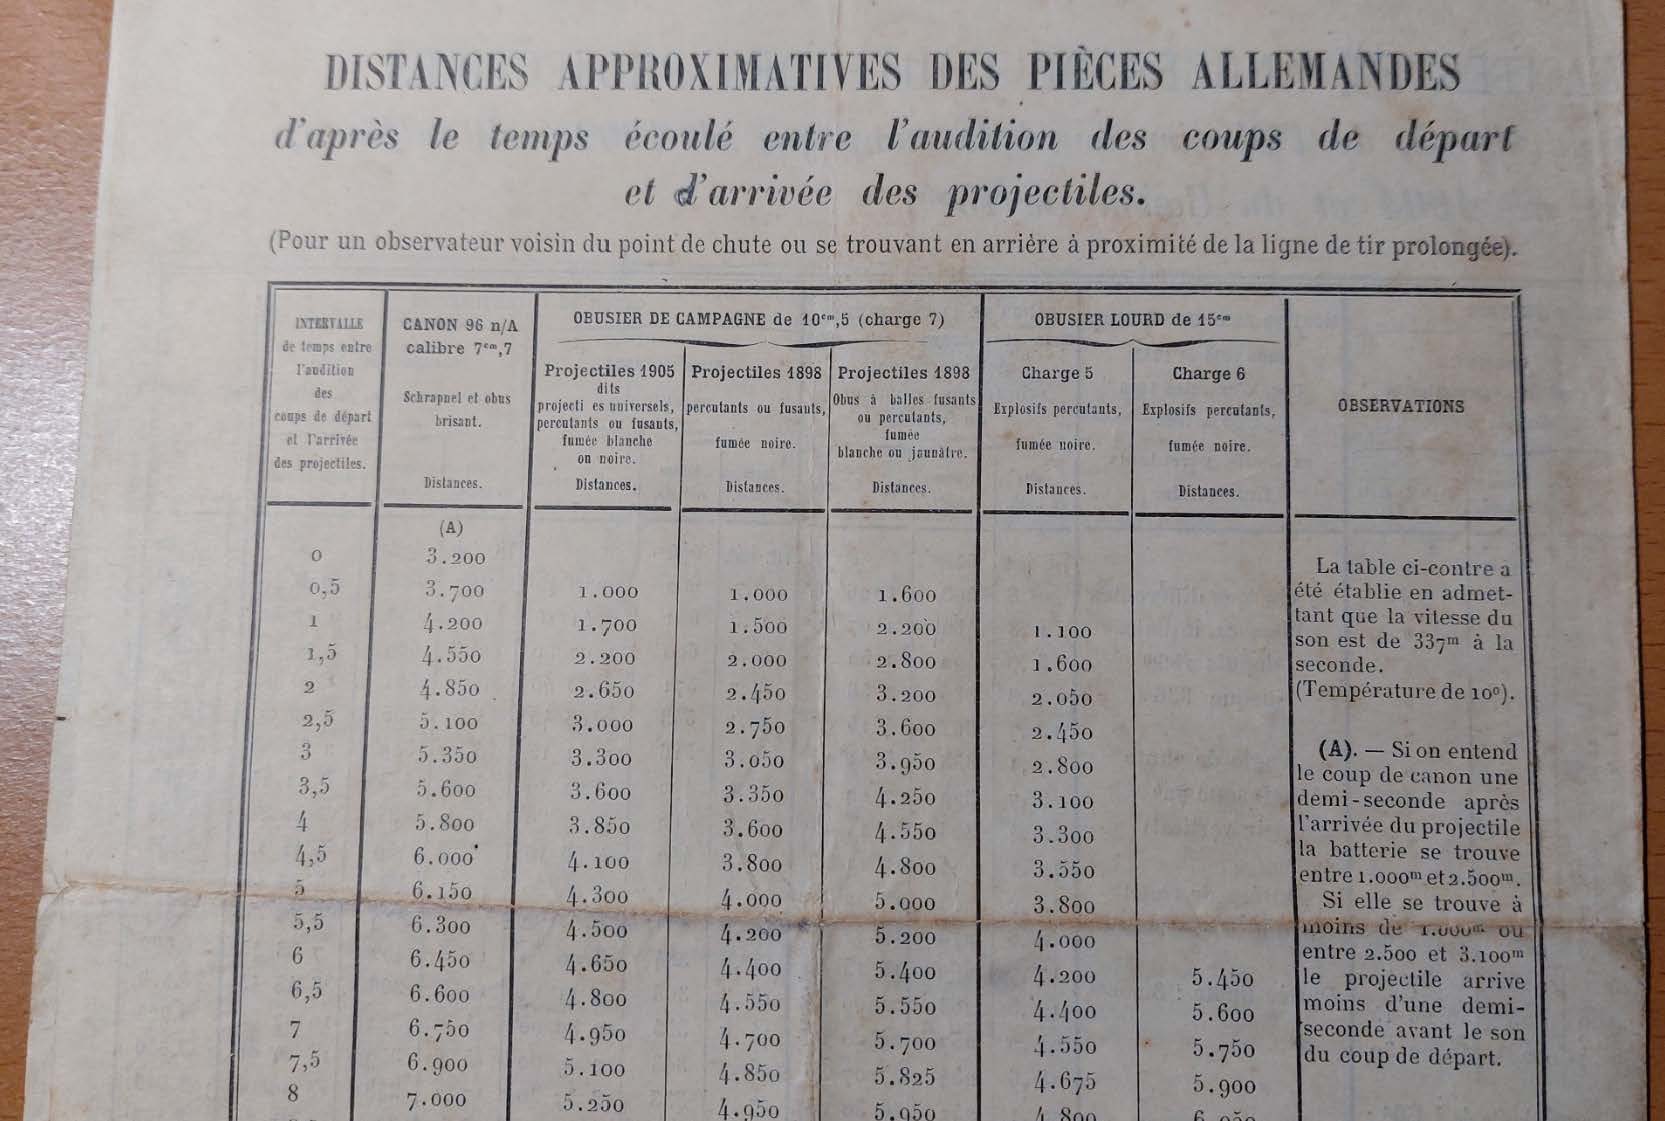 DISTANCES APPROXIMATIVES DES PIÈCES ALLEMANDES
d'après le temps écoulé entre l'audition des coups de départ
et d'arrivée des projectiles.
(Pour un observateur voisin du point de chute ou se trouvant en arrière à proximité de la ligne de tir prolongée).
INTERVALLE
de temps entre
l'audition
des
coups de départ
et l'arrivée
des projectiles.
CANON 96 n/A
calibre 7cm,7
Schrapnel et obus
brisant.
Distances.
OBUSIER DE CAMPAGNE de 10cm,5 (charge 7)
Projectiles 1905
dits
projecti es universels,
percutants ou fusants,
fumée blanche
ou noire.
Distances.
Projectiles 1898
percutants ou fusants,
fumée noire.
Distances.
Projectiles 1898
Obus à balles fusants
ou percutants,
fumée
blanche ou jaunâtre.
Distances.
OBUSIER LOURD de 15cm
Charge 5
Explosifs percutants,
fumée noire.
Distances.
Charge 6
Explosifs percutants,
fumée noire.
Distances.
OBSERVATIONS
(A)
0 3.200
0,5 3.700 1.000 1.000 1.600
1 4.200 1.700 1.500 2.200 1.100
1,5 4.550 2.200 2.000 2.800 1.600
2 4.850 2.650 2.450 3.200 2.050
2,5 5.100 3.000 2.750 3.600 2.450
3 5.350 3.300 3.050 3.950 2.800
3,5 5.600 3.600 3.350 4.250 3.100
4 5.800 3.850 3.600 4.550 3.300
4,5 6.000 4.100 3.800 4.800 3.550
5 6.150 4.300 4.000 5.000 3.800
5,5 6.300 4.500 4.200 5.200 4.000
6 6.450 4.650 4.400 5.400 4.200 5.450
6,5 6.600 4.800 4.550 5.550 4.400 5.600
7 6.750 4.950 4.700 5.700 4.550 5.750
7,5 6.900 5.100 4.850 5.825 4.675 5.900
8 7.000 5.250 4.950 5.950 4.800 6.050
La table ci-contre a
été établie en admet-
tant que la vitesse du
son est de 337m à la
seconde.
(Température de 10°).
(A). — Si on entend
le coup de canon une
demi-seconde après
l'arrivée du projectile
la batterie se trouve
entre 1.000m et 2.500m.
Si elle se trouve à
moins de 1.000m ou
entre 2.500 et 3.100m
le projectile arrive
moins d'une demi-
seconde avant le son
du coup de départ.